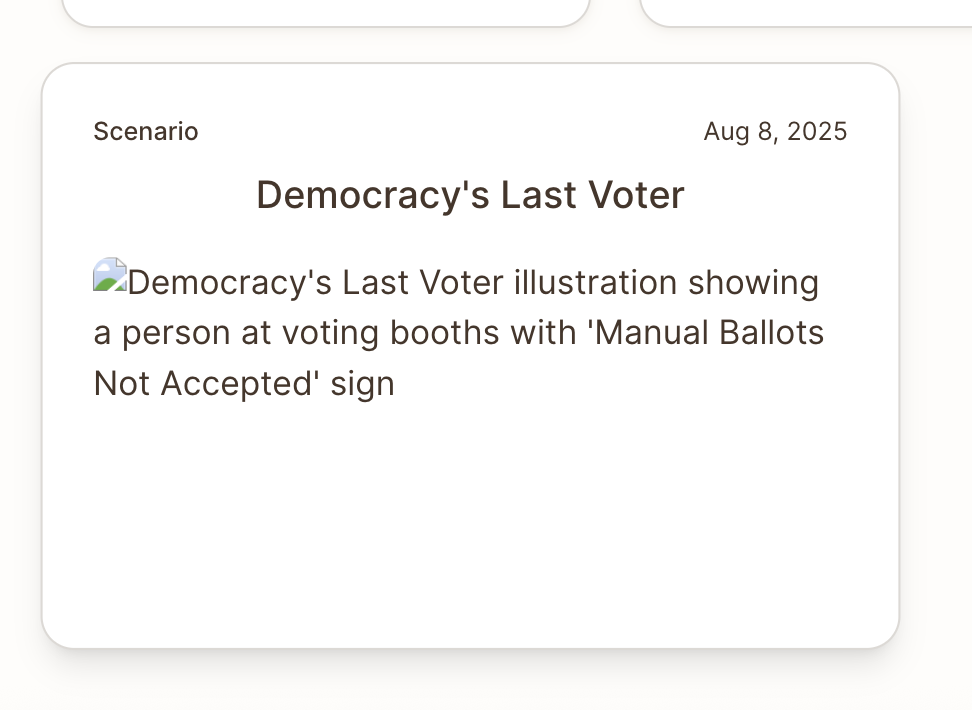 Scenario
Aug 8, 2025
Democracy's Last Voter
Democracy's Last Voter illustration showing
a person at voting booths with 'Manual Ballots
Not Accepted' sign